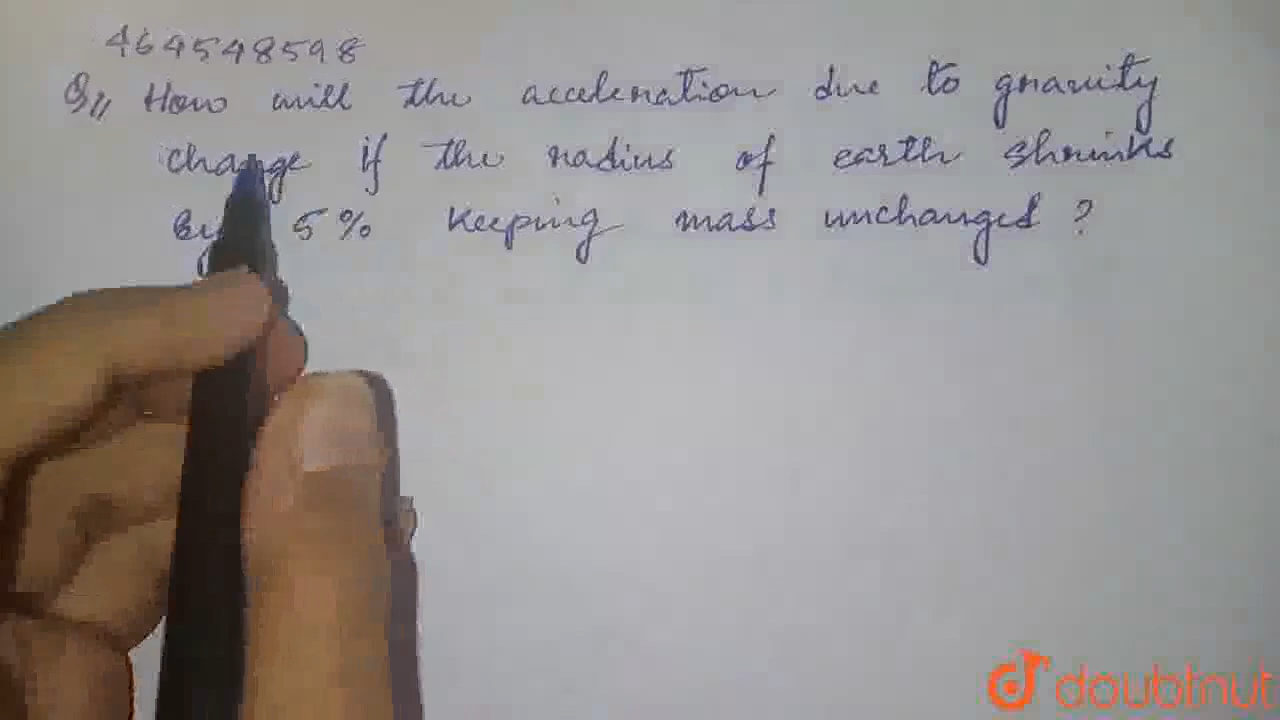 464548598
Q,, How will the acceleration due to gravity
change if the radius of earth shrinks
By 5% keeping mass unchanged ?
doubtnut